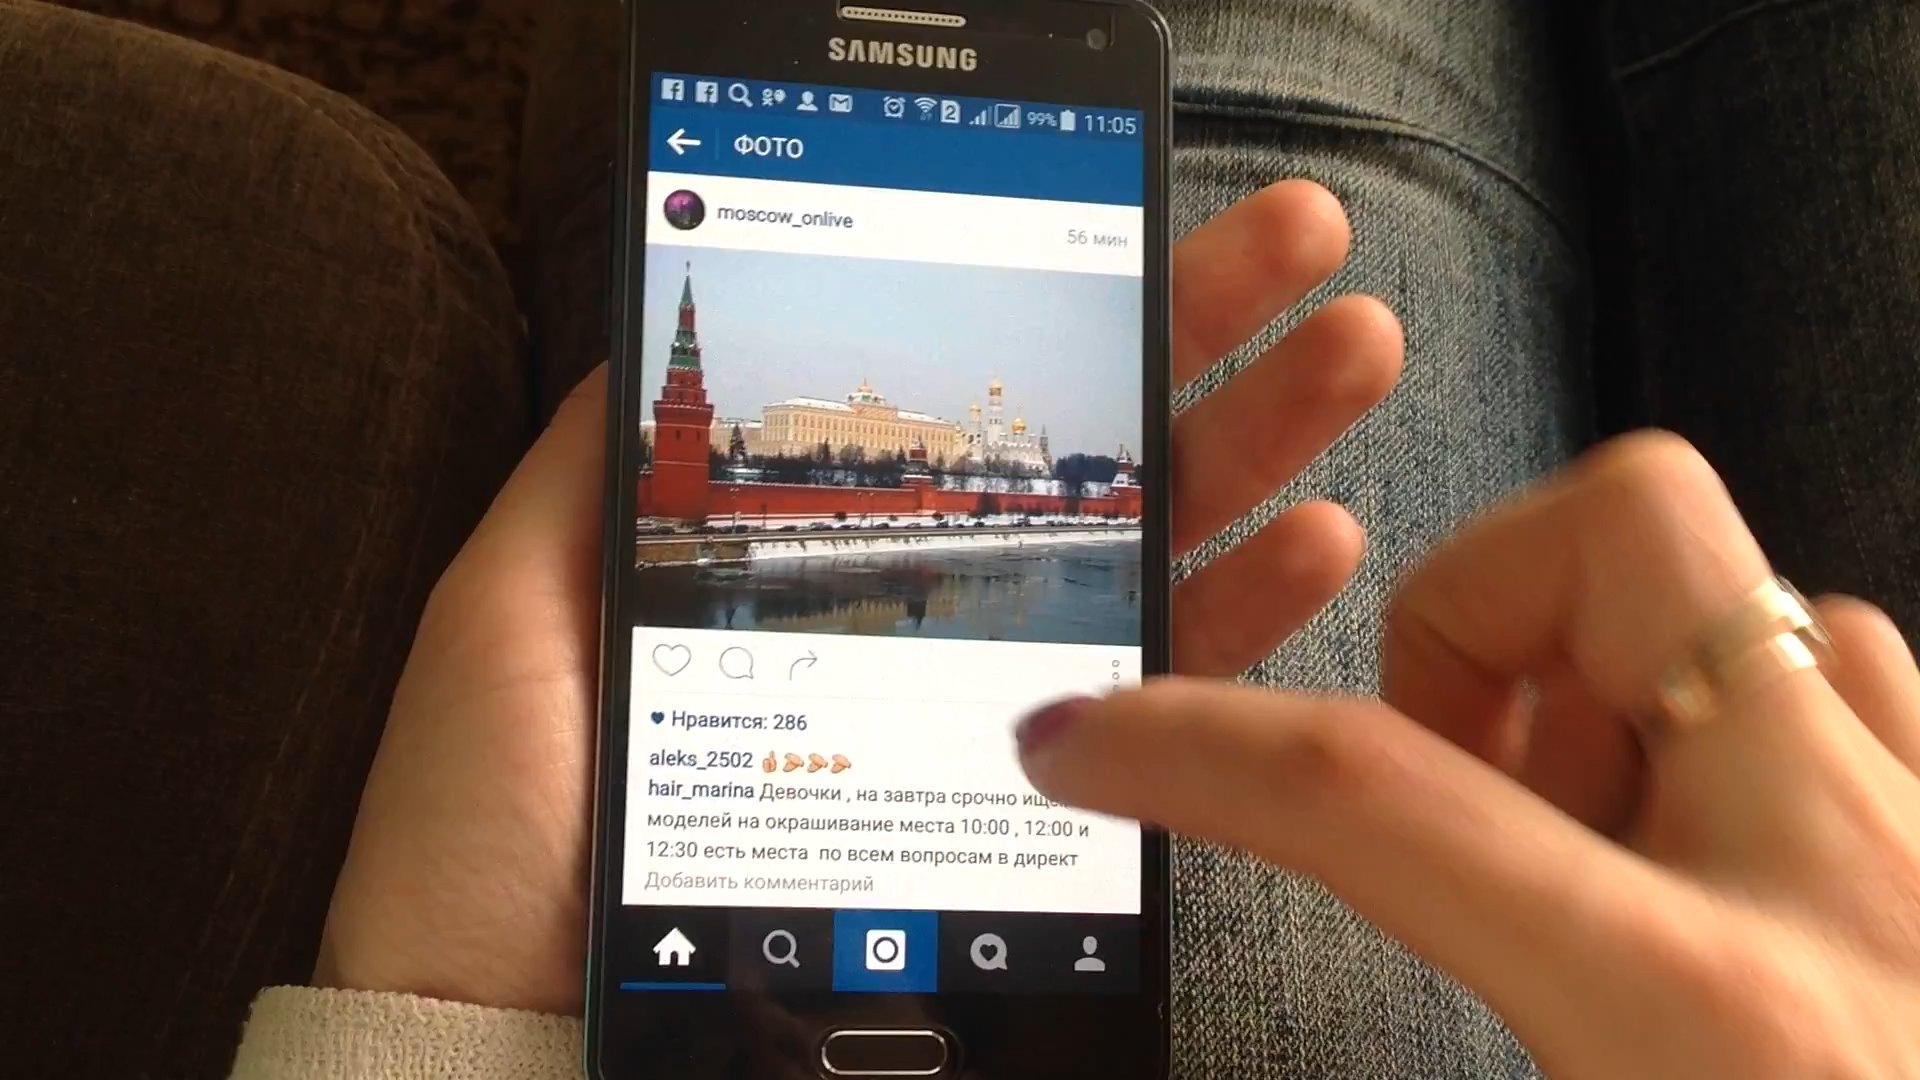 SAMSUNG
2 99% 11:05
ФОТО
moscow_onlive
56 мин
Нравится: 286
aleks_2502
hair_marina Девочки , на завтра срочно
моделей на окрашивание места 10:00 , 12:00 и
12:30 есть места по всем вопросам в директ
Добавить комментарий